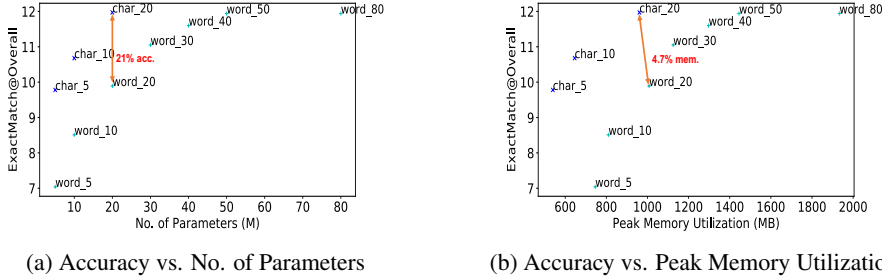 ExactMatch@Overall
12
11
10
9
8
7
char_20
word_50
word_80
word_40
word_30
char_10
21% acc.
word_20
char_5
word_10
word_5
10 20 30 40 50 60 70 80
No. of Parameters (M)
(a) Accuracy vs. No. of Parameters
ExactMatch@Overall
12
11
10
9
8
7
char_20
word_50
word_80
word_40
word_30
char_10
4.7% mem.
word_20
char_5
word_10
word_5
600 800 1000 1200 1400 1600 1800 2000
Peak Memory Utilization (MB)
(b) Accuracy vs. Peak Memory Utilizatio